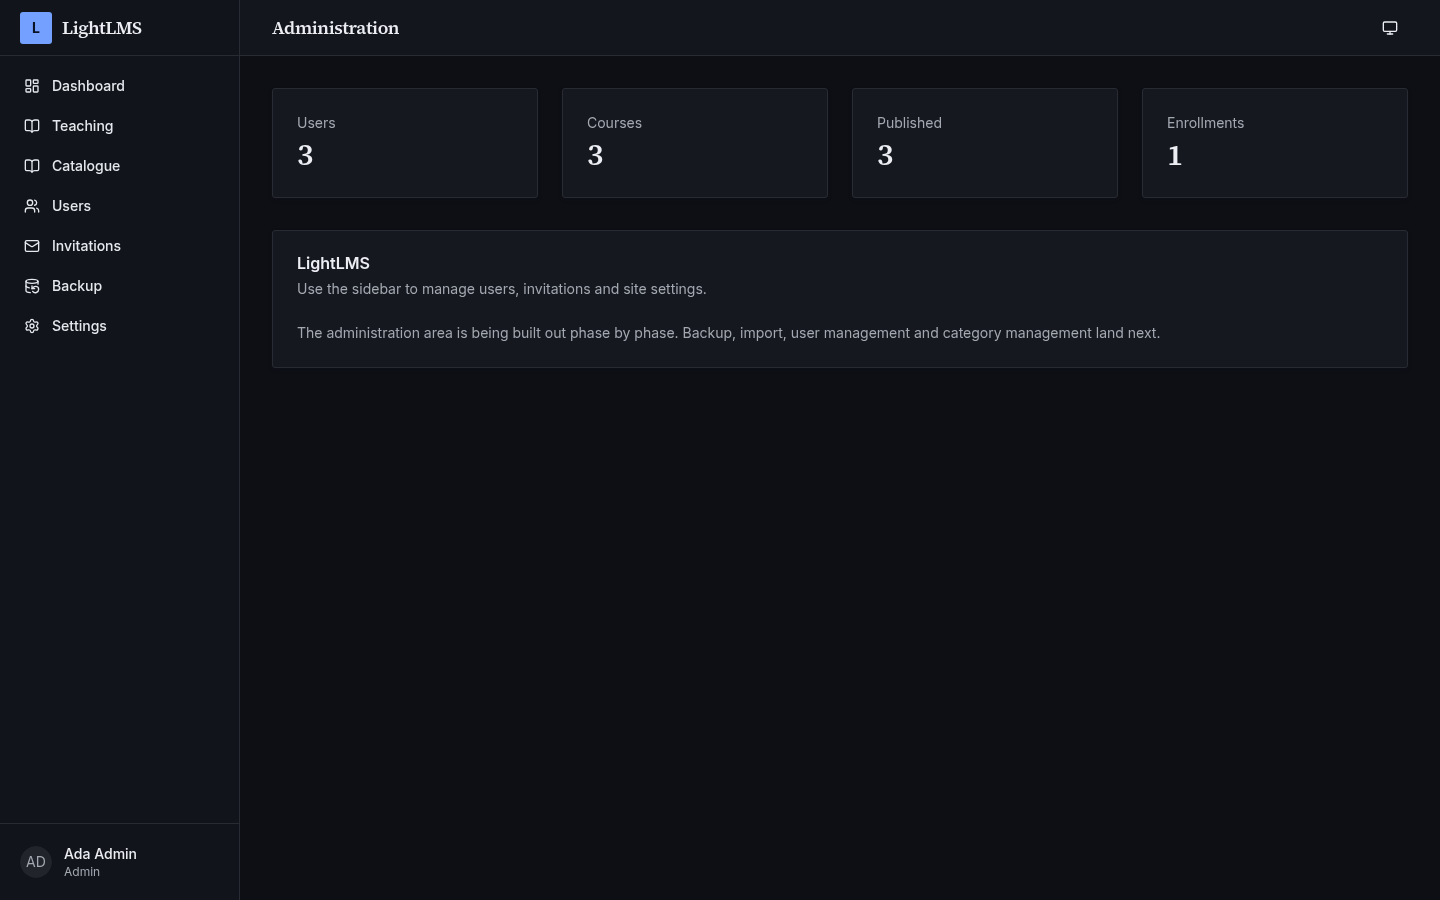 L
LightLMS
Administration
Dashboard
Teaching
Catalogue
Users
Invitations
Backup
Settings
Users
3
Courses
3
Published
3
Enrollments
1
LightLMS
Use the sidebar to manage users, invitations and site settings.
The administration area is being built out phase by phase. Backup, import, user management and category management land next.
AD
Ada Admin
Admin